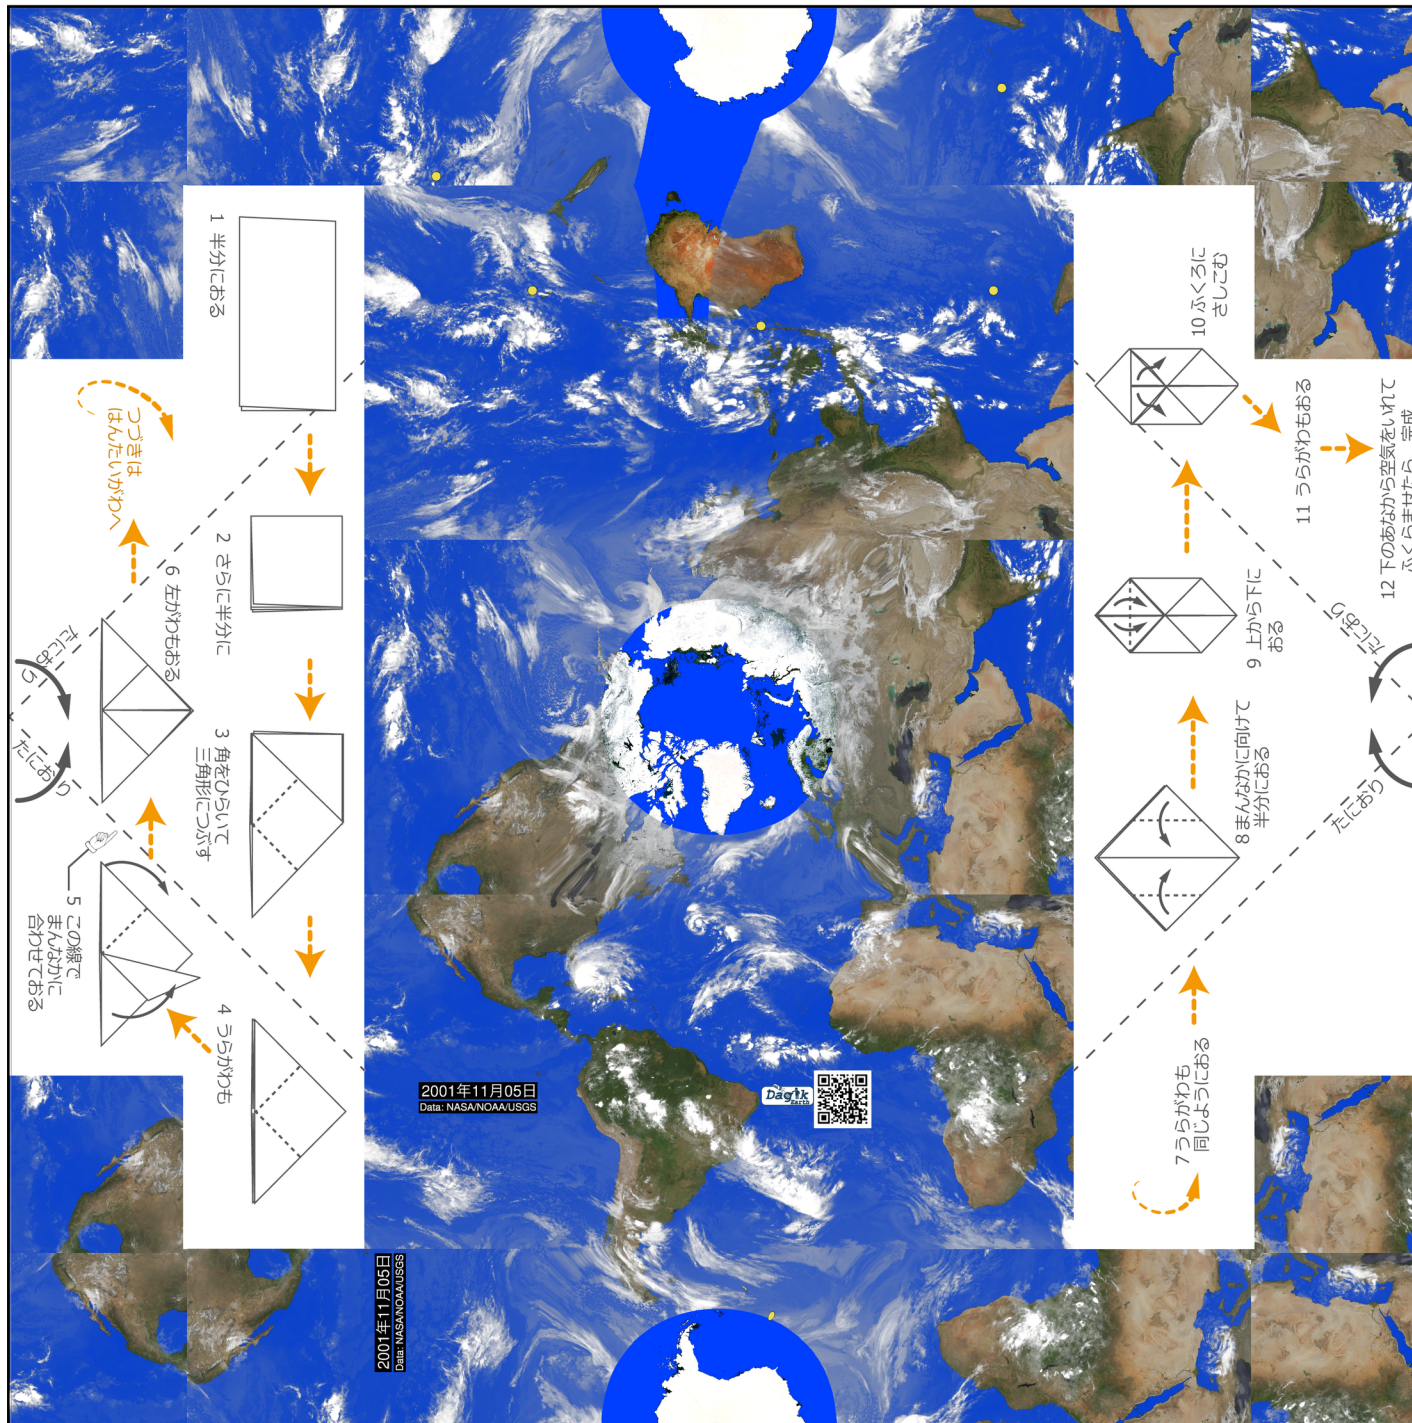 1 半分におる
2 さらに半分に
3 角をひらいて
三角形につぶす
4 うらがわも
5 この線で
まんなかに
合わせておる
6 左がわもおる
つづきは
はんたいがわへ
たにおり
たにおり
7 うらがわも
同じようにおる
8 まんなかに向けて
半分におる
9 上から下に
おる
10 ふくろに
さしこむ
11 うらがわもおる
12 下のあなから空気をいれて
たにおり
たにおり
2001年11月05日
Data: NASA/NOAA/USGS
Dagik
Earth
2001年11月05日
Data: NASA/NOAA/USGS